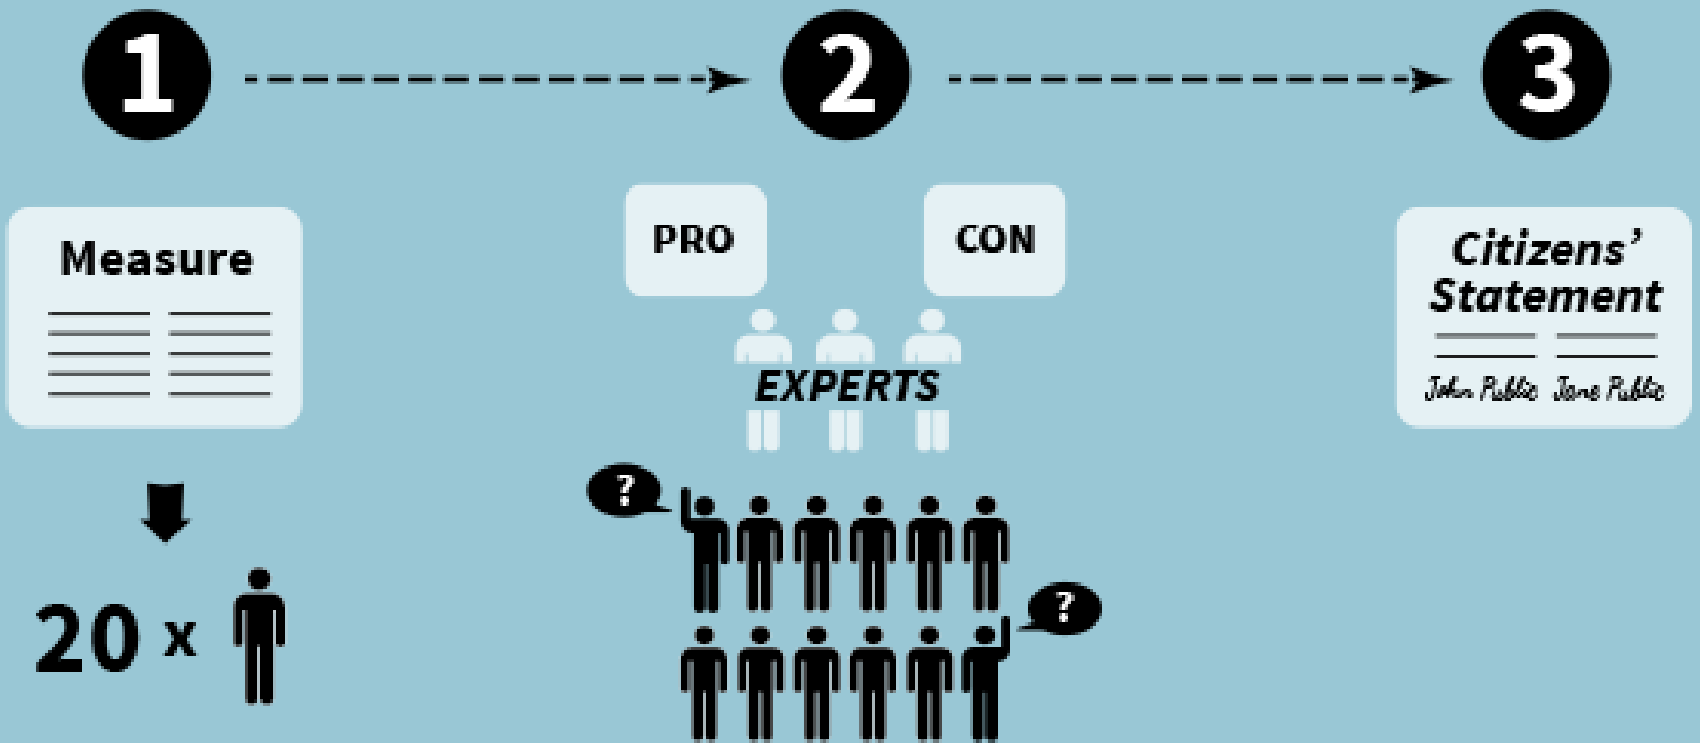 1
2
3
Measure
20 x
PRO
CON
EXPERTS
?
?
Citizens’
Statement
John Public Jane Public